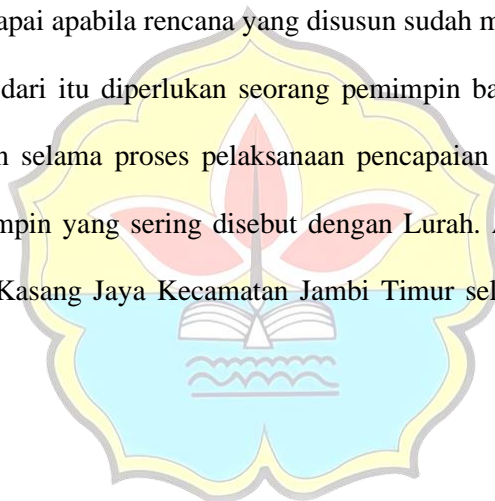 apai apabila rencana yang disusun sudah m
dari itu diperlukan seorang pemimpin ba
n selama proses pelaksanaan pencapaian
mpin yang sering disebut dengan Lurah. A
Kasang Jaya Kecamatan Jambi Timur sel